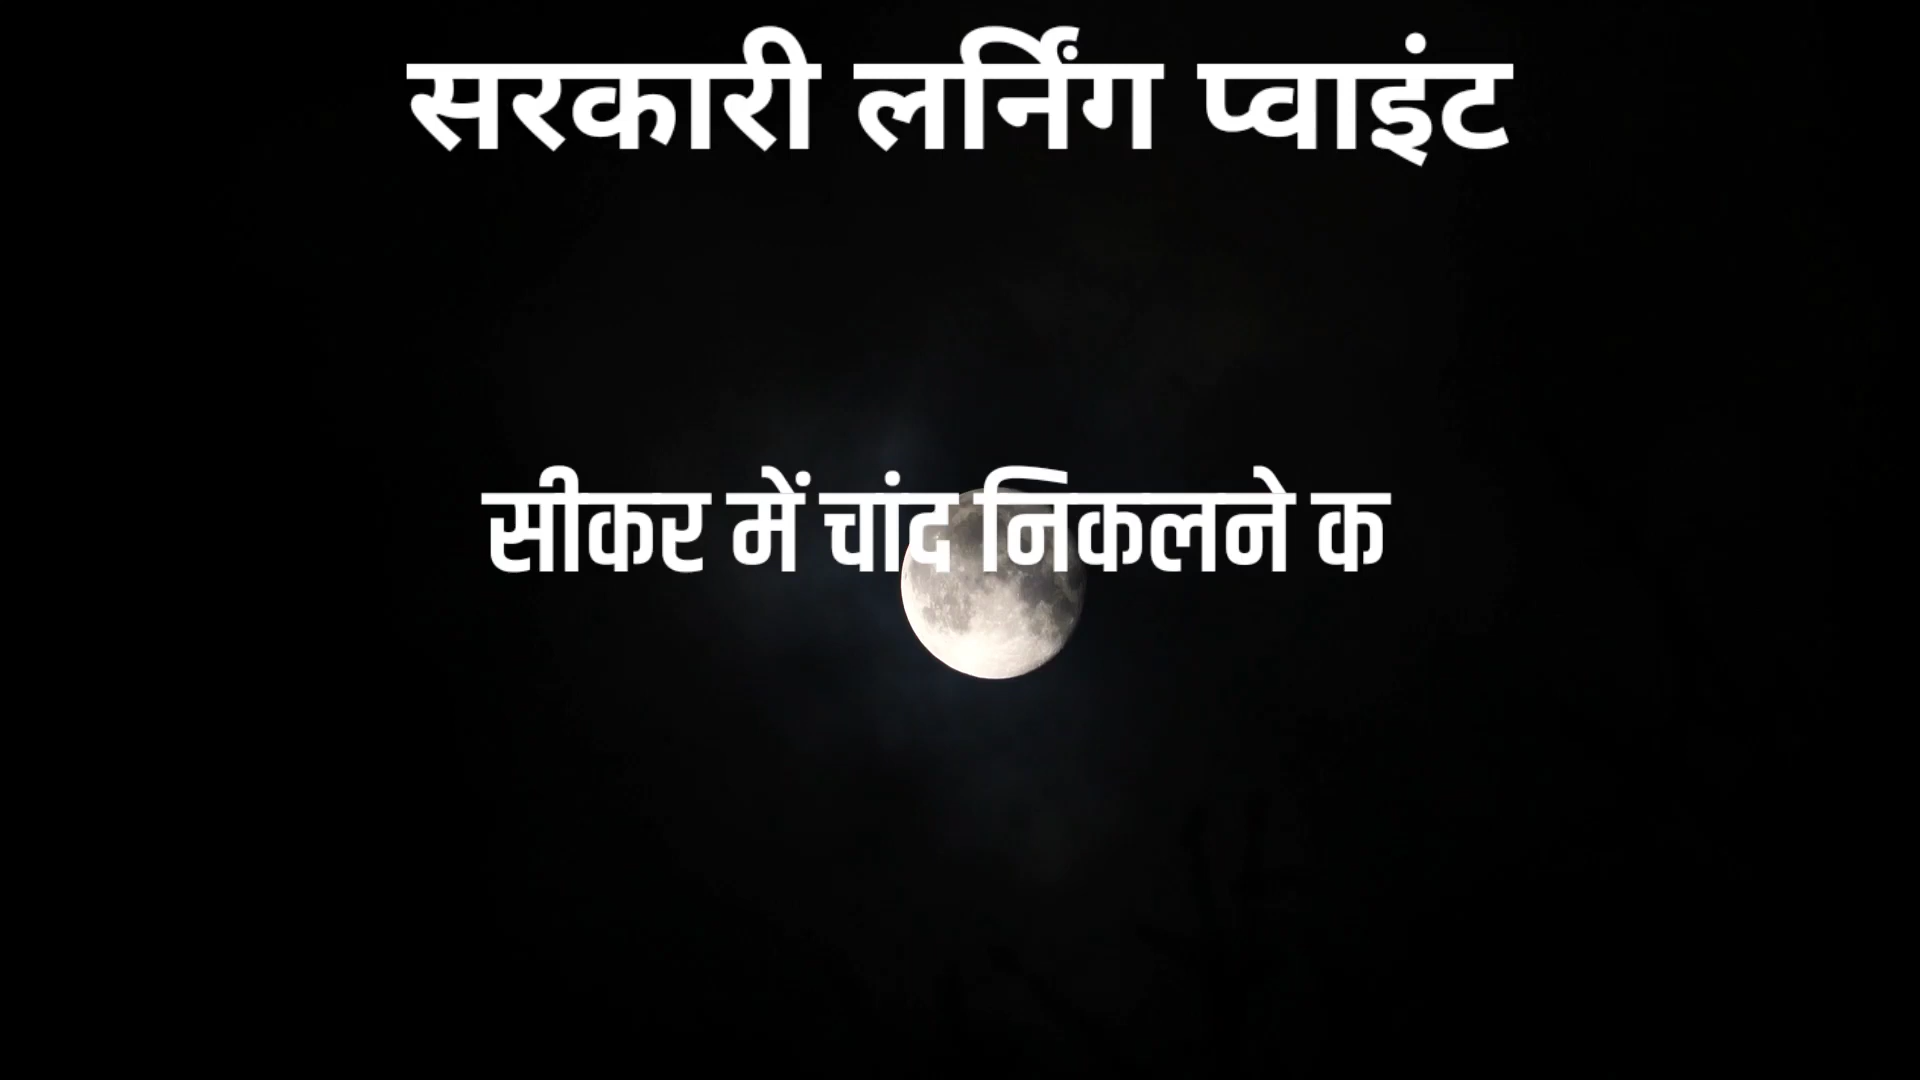 सरकारी लर्निंग प्वाइंट
सीकर में चांद निकलने क